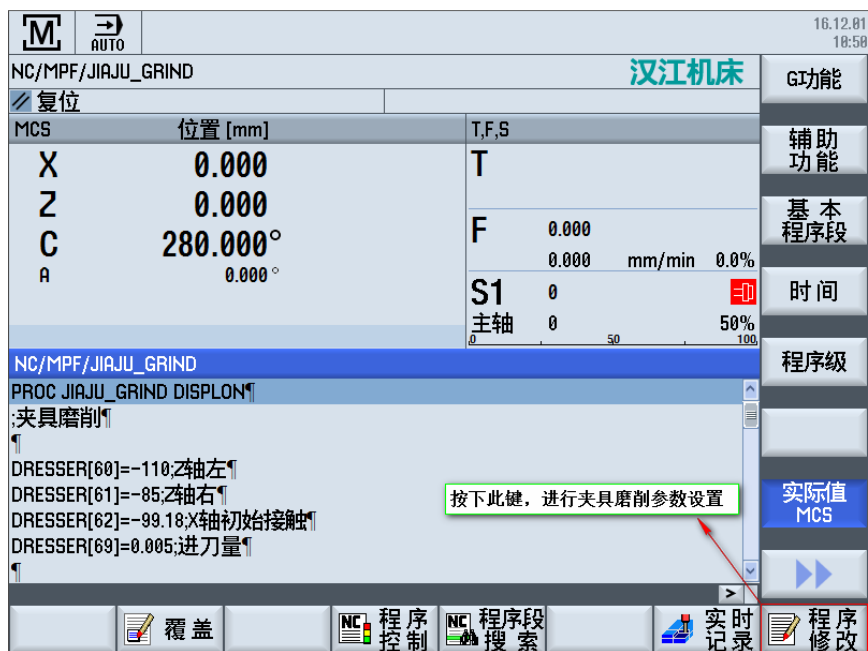 M
AUTO
16.12.01
10:50
NC/MPF/JIAJU_GRIND
汉江机床
复位
MCS 位置 [mm]
T,F,S
X 0.000
Z 0.000
C 280.000°
A 0.000°
T
F 0.000
0.000 mm/min 0.0%
S1 0
主轴 0 50%
0 50 100
NC/MPF/JIAJU_GRIND
PROC JIAJU_GRIND DISPLON¶
;夹具磨削¶
¶
DRESSER[60]=-110;Z轴左¶
DRESSER[61]=-85;Z轴右¶
DRESSER[62]=-99.18;X轴初始接触¶
DRESSER[69]=0.005;进刀量¶
¶
按下此键，进行夹具磨削参数设置
G功能
辅助
功能
基本
程序段
时间
程序级
实际值
MCS
覆盖
NC 程序
控制
NC 程序段
搜索
实时
记录
程序
修改